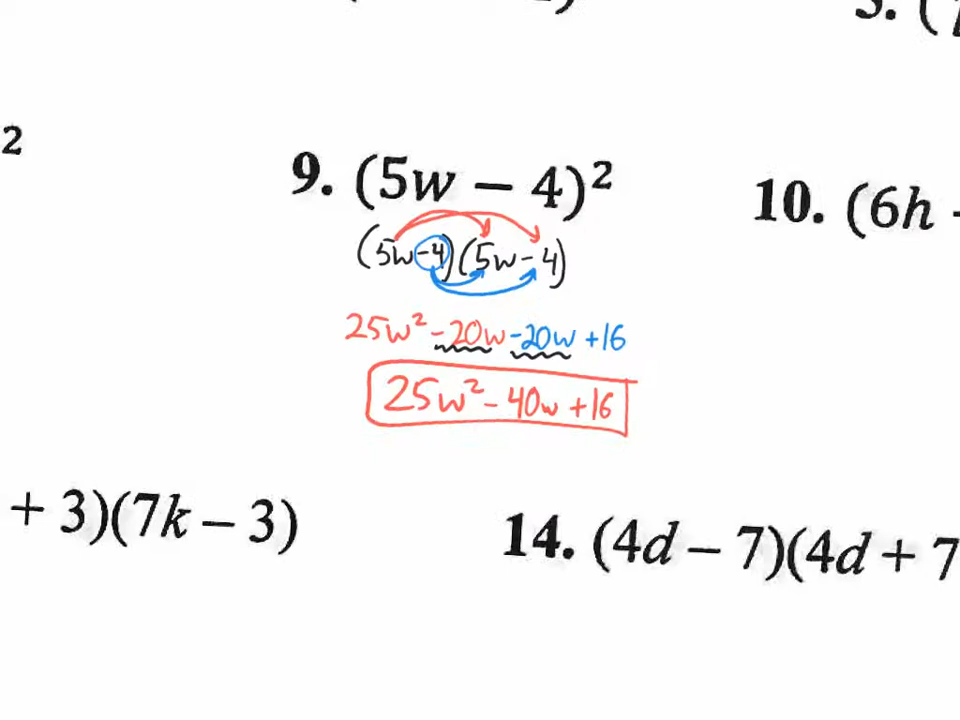 3. (
2
9. (5w − 4)²
10. (6h -
(5w-4)(5w-4)
25w² -20w -20w +16
25w² - 40w +16
+ 3)(7k − 3)
14. (4d − 7)(4d + 7